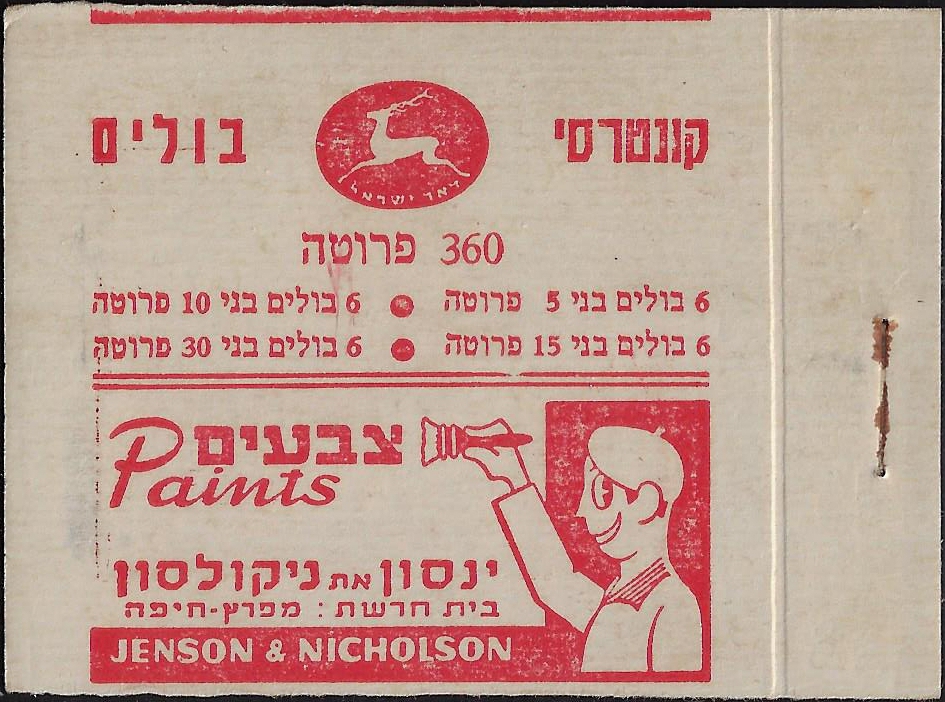 קונטרסי בולים
דאר ישראל
360 פרוטה
6 בולים בני 5 פרוטה • 6 בולים בני 10 פרוטה
6 בולים בני 15 פרוטה • 6 בולים בני 30 פרוטה
צבעים
Paints
ינסון את ניקולסון
בית חרשת : מפרץ-חיפה
JENSON & NICHOLSON